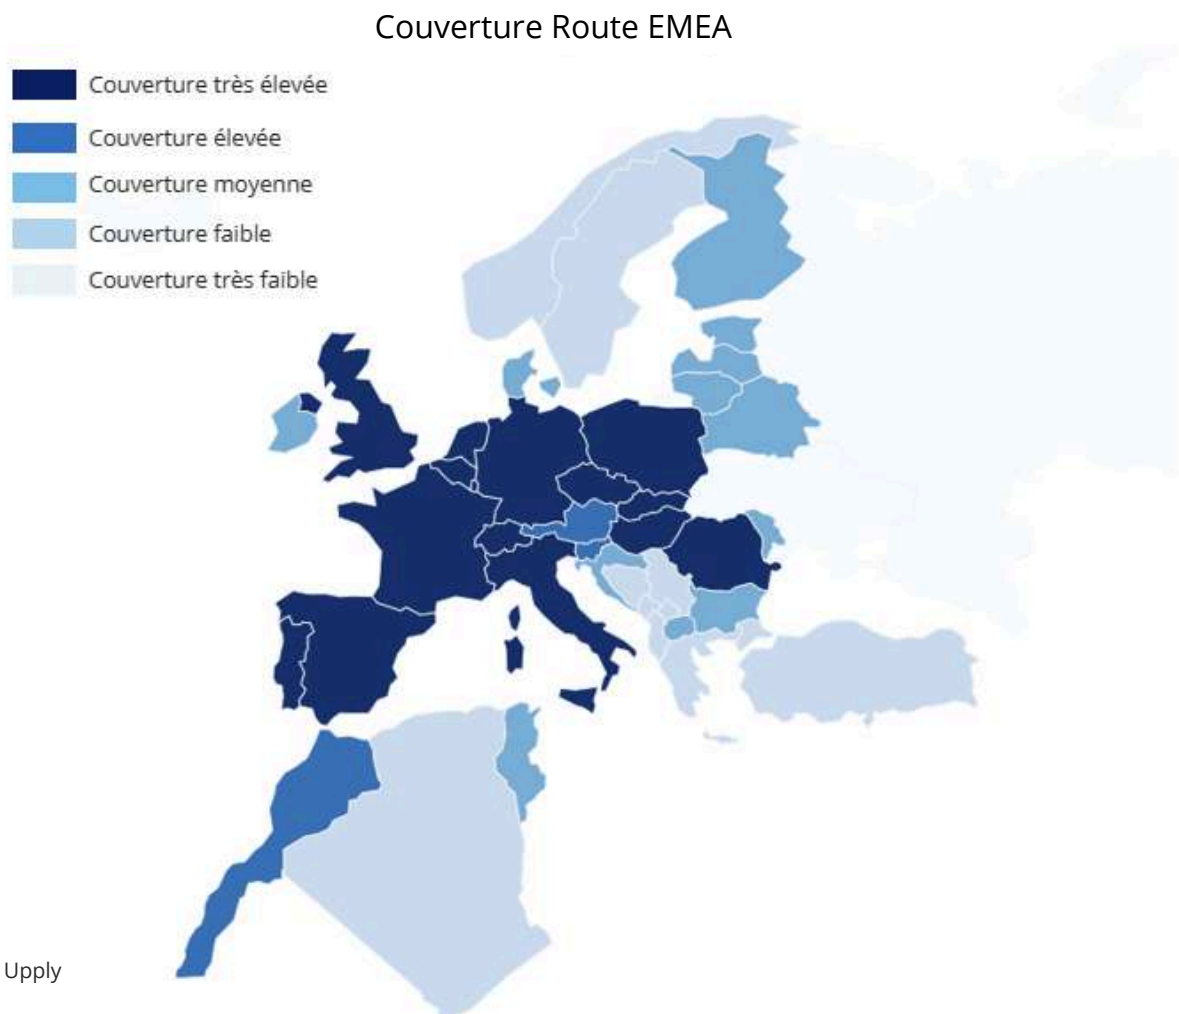 Couverture Route EMEA
Couverture très élevée
Couverture élevée
Couverture moyenne
Couverture faible
Couverture très faible
Upply